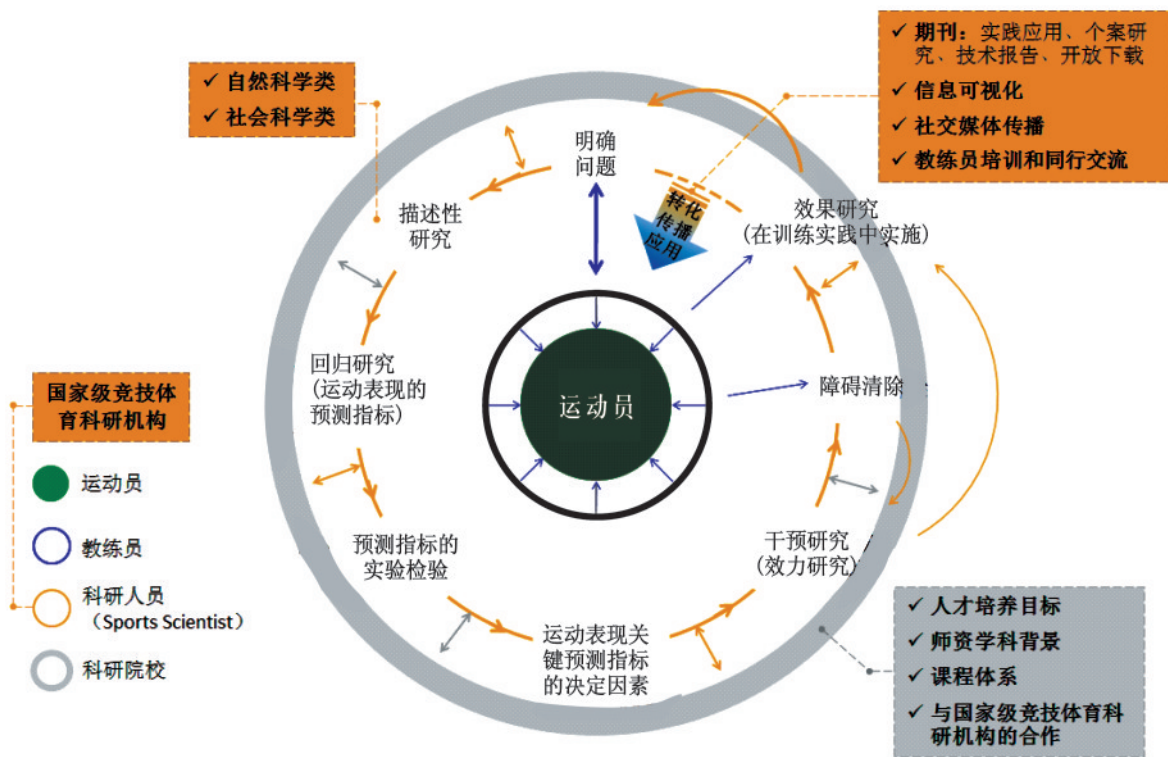 ✓ 期刊：实践应用、个案研
究、技术报告、开放下载
✓ 信息可视化
✓ 社交媒体传播
✓ 教练员培训和同行交流
✓ 自然科学类
✓ 社会科学类
明确
问题
转化
传播
应用
描述性
研究
效果研究
(在训练实践中实施)
回归研究
(运动表现的
预测指标)
运动员
障碍清除
国家级竞技体
育科研机构
运动员
教练员
科研人员
（Sports Scientist）
科研院校
预测指标的
实验检验
干预研究
(效力研究)
运动表现关
键预测指标
的决定因素
✓ 人才培养目标
✓ 师资学科背景
✓ 课程体系
✓ 与国家级竞技体育科
研机构的合作